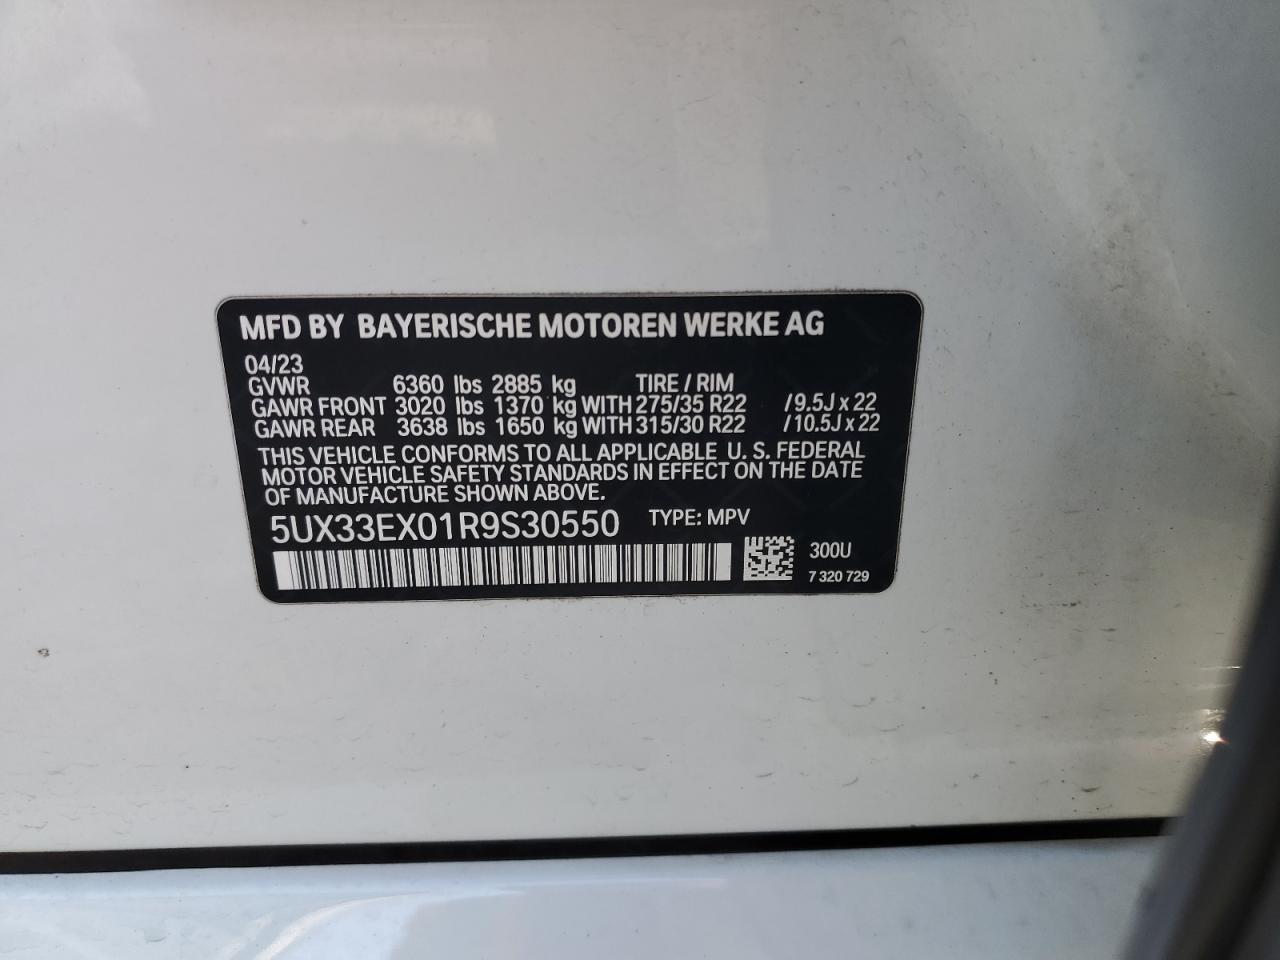 MFD BY BAYERISCHE MOTOREN WERKE AG
04/23
GVWR 6360 lbs 2885 kg TIRE / RIM
GAWR FRONT 3020 lbs 1370 kg WITH 275/35 R22 / 9.5J x 22
GAWR REAR 3638 lbs 1650 kg WITH 315/30 R22 / 10.5J x 22
THIS VEHICLE CONFORMS TO ALL APPLICABLE U. S. FEDERAL
MOTOR VEHICLE SAFETY STANDARDS IN EFFECT ON THE DATE
OF MANUFACTURE SHOWN ABOVE.
5UX33EX01R9S30550 TYPE: MPV
300U
7 320 729